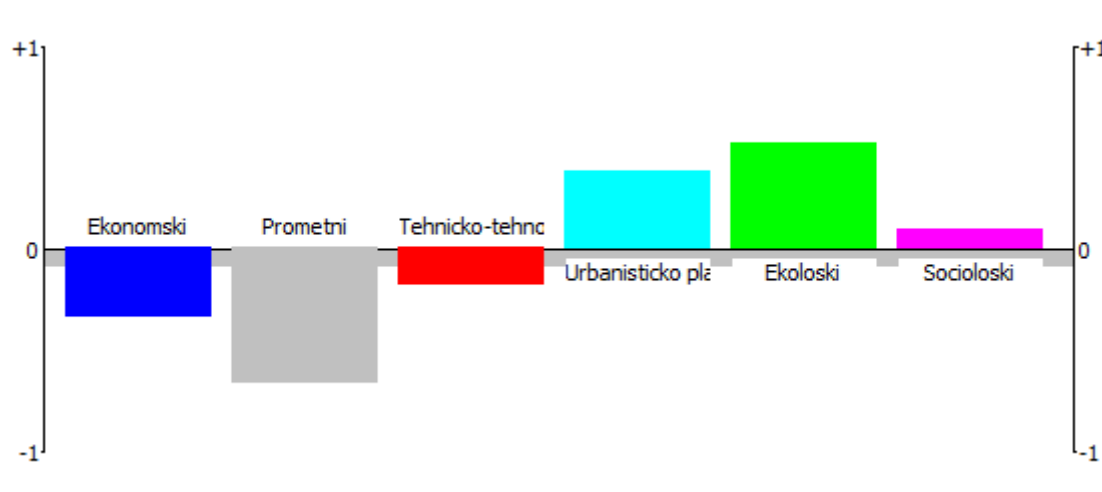 +1
+1
Ekonomski
Prometni
Tehnicko-tehno
0
0
Urbanisticko pla
Ekoloski
Socioloski
-1
-1